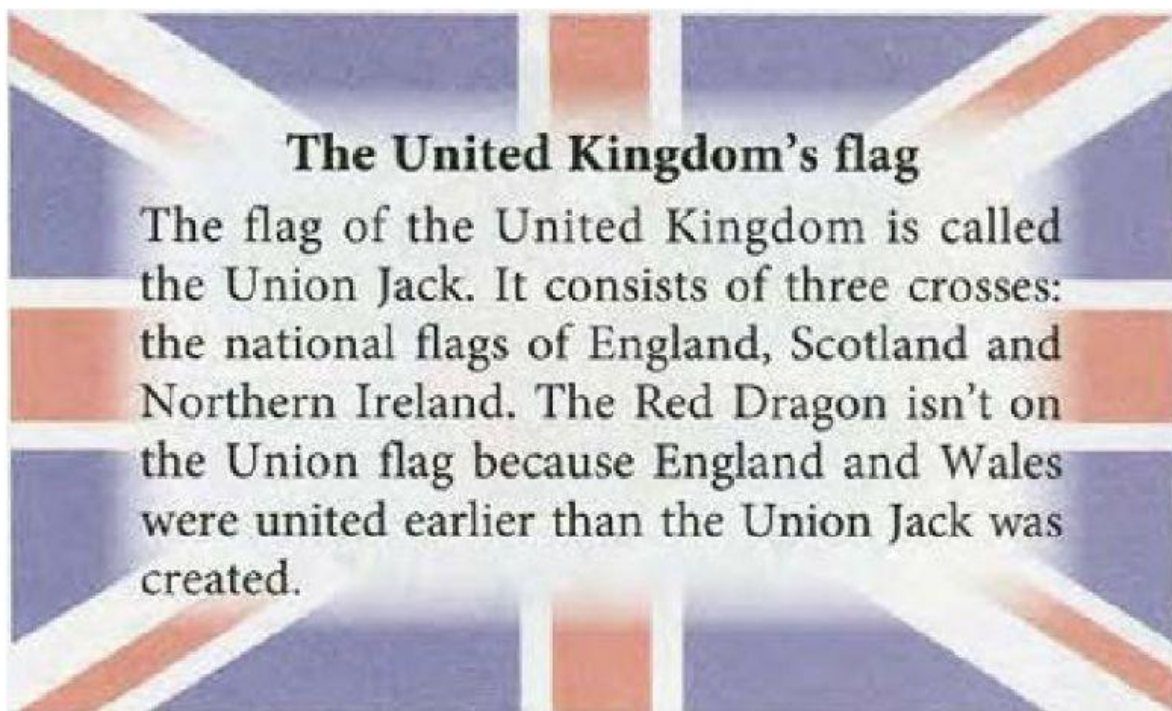 The United Kingdom's flag
The flag of the United Kingdom is called
the Union Jack. It consists of three crosses:
the national flags of England, Scotland and
Northern Ireland. The Red Dragon isn't on
the Union flag because England and Wales
were united earlier than the Union Jack was
created.